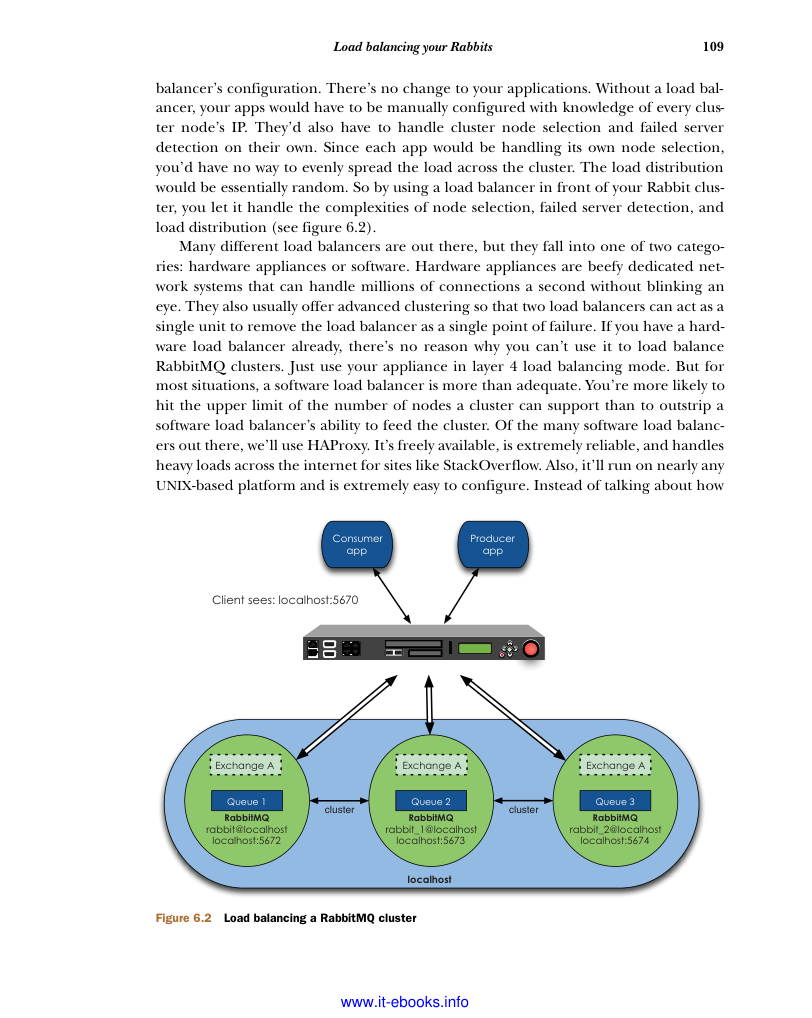 Load balancing your Rabbits 109
balancer’s configuration. There’s no change to your applications. Without a load bal-
ancer, your apps would have to be manually configured with knowledge of every clus-
ter node’s IP. They’d also have to handle cluster node selection and failed server
detection on their own. Since each app would be handling its own node selection,
you’d have no way to evenly spread the load across the cluster. The load distribution
would be essentially random. So by using a load balancer in front of your Rabbit clus-
ter, you let it handle the complexities of node selection, failed server detection, and
load distribution (see figure 6.2).
Many different load balancers are out there, but they fall into one of two catego-
ries: hardware appliances or software. Hardware appliances are beefy dedicated net-
work systems that can handle millions of connections a second without blinking an
eye. They also usually offer advanced clustering so that two load balancers can act as a
single unit to remove the load balancer as a single point of failure. If you have a hard-
ware load balancer already, there’s no reason why you can’t use it to load balance
RabbitMQ clusters. Just use your appliance in layer 4 load balancing mode. But for
most situations, a software load balancer is more than adequate. You’re more likely to
hit the upper limit of the number of nodes a cluster can support than to outstrip a
software load balancer’s ability to feed the cluster. Of the many software load balanc-
ers out there, we’ll use HAProxy. It’s freely available, is extremely reliable, and handles
heavy loads across the internet for sites like StackOverflow. Also, it’ll run on nearly any
UNIX-based platform and is extremely easy to configure. Instead of talking about how
Consumer
app
Producer
app
Client sees: localhost:5670
Exchange A
Queue 1
RabbitMQ
rabbit@localhost
localhost:5672
cluster
Exchange A
Queue 2
RabbitMQ
rabbit_1@localhost
localhost:5673
cluster
Exchange A
Queue 3
RabbitMQ
rabbit_2@localhost
localhost:5674
localhost
Figure 6.2 Load balancing a RabbitMQ cluster
www.it-ebooks.info